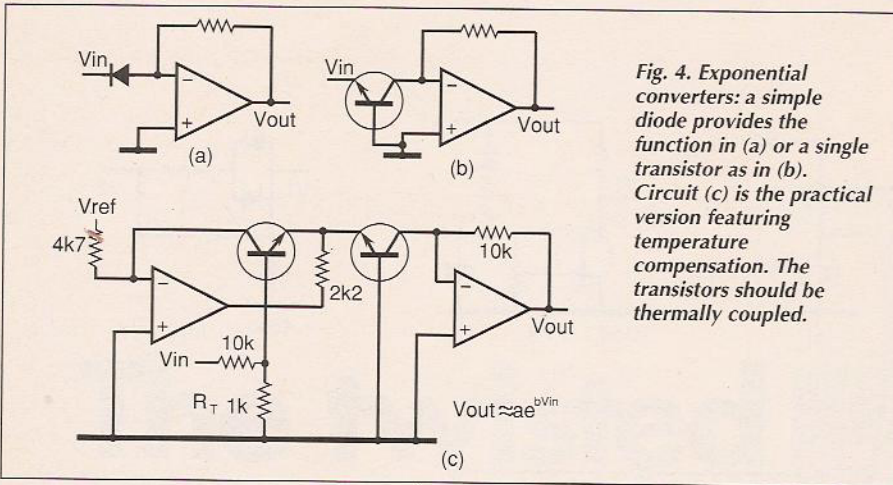 Vin
−
+
Vout
(a)
Vin
−
+
Vout
(b)
Fig. 4. Exponential
converters: a simple
diode provides the
function in (a) or a single
transistor as in (b).
Circuit (c) is the practical
version featuring
temperature
compensation. The
transistors should be
thermally coupled.
Vref
4k7
−
+
2k2
10k
−
+
Vout
Vin
10k
RT 1k
Vout≈ae^bVin
(c)